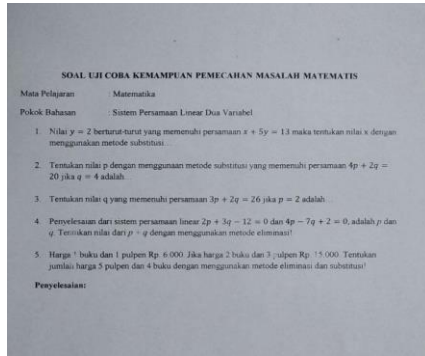 SOAL UJI COBA KEMAMPUAN PEMECAHAN MASALAH MATEMATIS
Mata Pelajaran : Matematika
Pokok Bahasan : Sistem Persamaan Linear Dua Variabel
1. Nilai y = 2 berturut-turut yang memenuhi persamaan x + 5y = 13 maka tentukan nilai x dengan
menggunakan metode substitusi...
2. Tentukan nilai p dengan menggunaan metode substitusi yang memenuhi persamaan 4p + 2q =
20 jika q = 4 adalah...
3. Tentukan nilai q yang memenuhi persamaan 3p + 2q = 26 jika p = 2 adalah...
4. Penyelesaian dari sistem persamaan linear 2p + 3q − 12 = 0 dan 4p − 7q + 2 = 0, adalah p dan
q. Tentukan nilai dari p q dengan menggunakan metode eliminasi!
5. Harga buku dan 1 pulpen Rp. 6.000. Jika harga 2 buku dan 3 pulpen Rp. 15.000. Tentukan
jumlah harga 5 pulpen dan 4 buku dengan menggunakan metode eliminasi dan substitusi!
Penyelesaian: